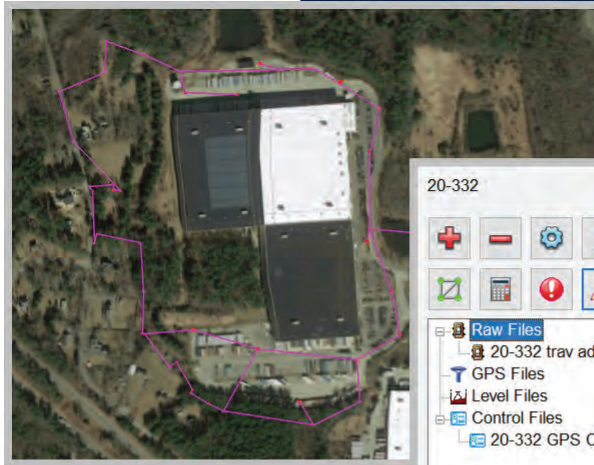 20-332
Raw Files
20-332 trav ad
GPS Files
Level Files
Control Files
20-332 GPS C